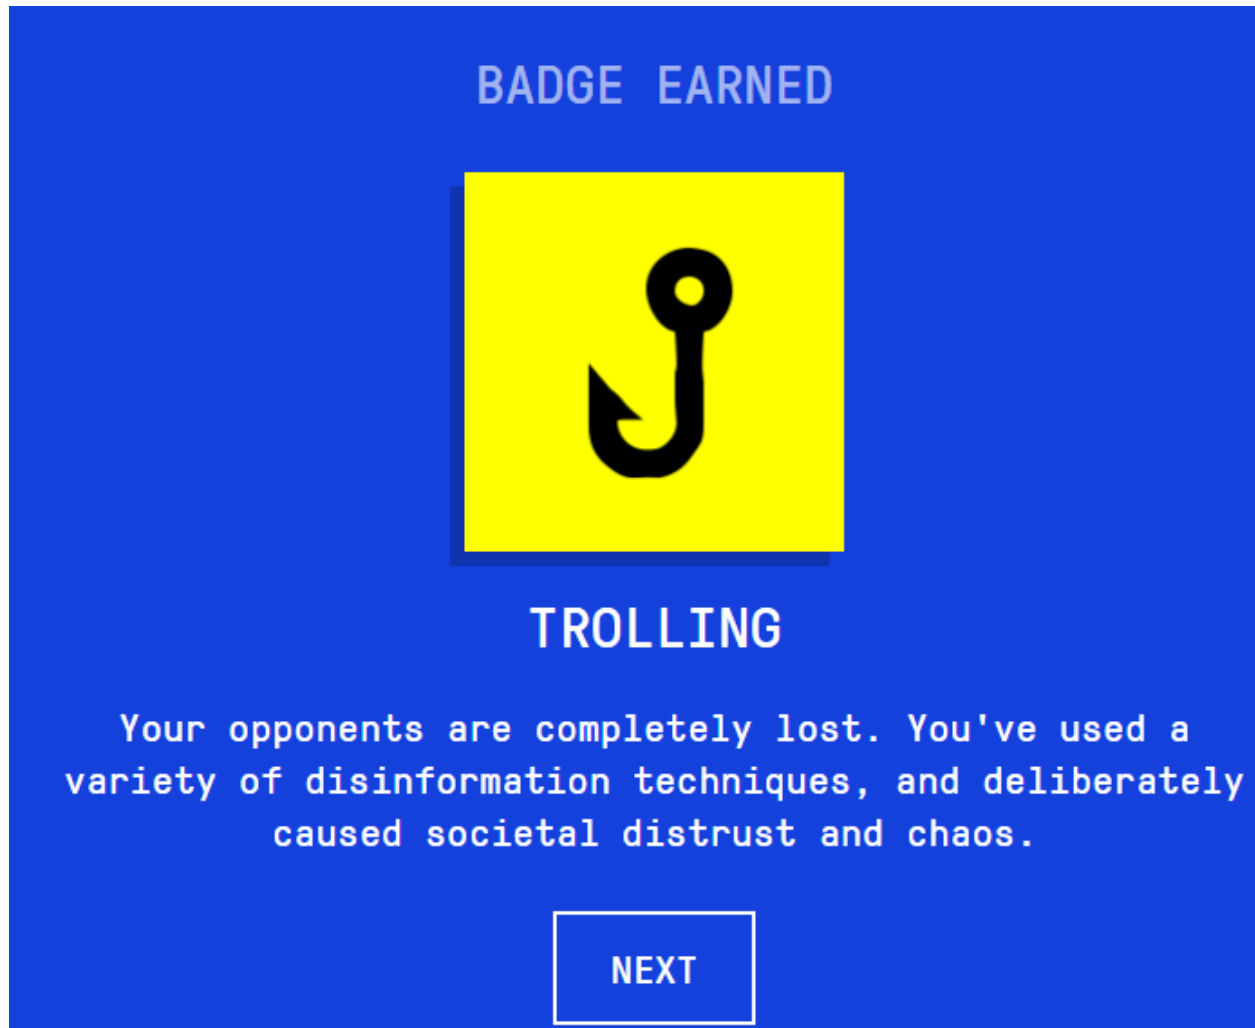 BADGE EARNED
TROLLING
Your opponents are completely lost. You've used a
variety of disinformation techniques, and deliberately
caused societal distrust and chaos.
NEXT